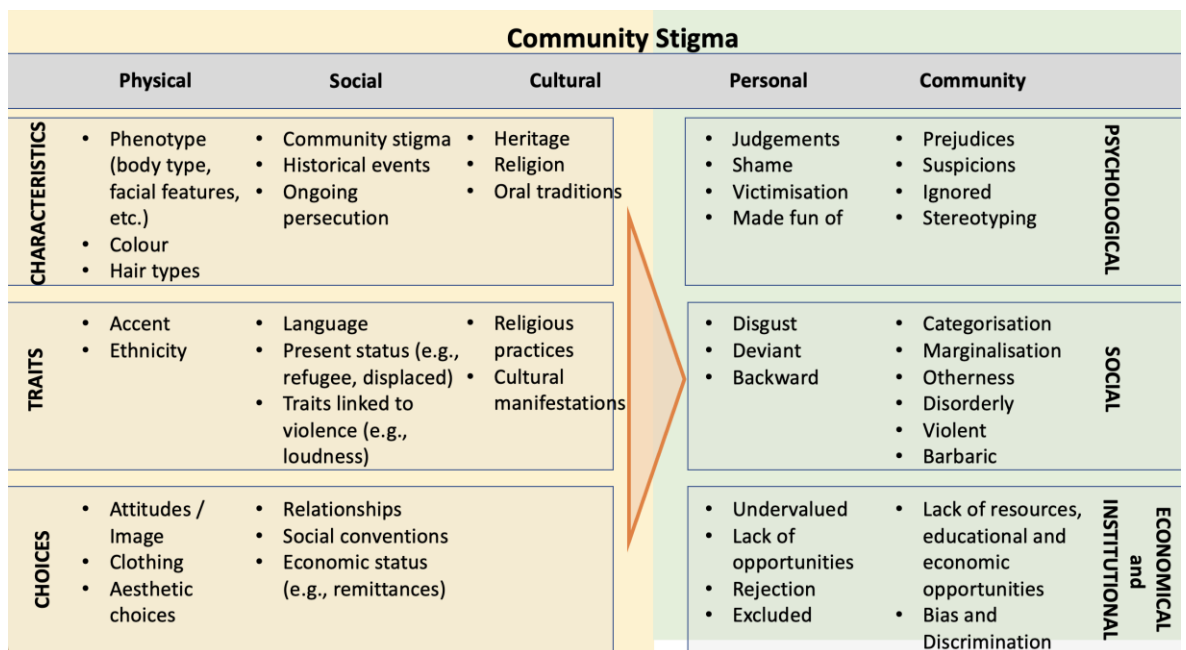 Community Stigma
Physical
Social
Cultural
Personal
Community
CHARACTERISTICS
• Phenotype
(body type,
facial features,
etc.)
• Colour
• Hair types
• Community stigma
• Historical events
• Ongoing
persecution
• Heritage
• Religion
• Oral traditions
• Judgements
• Shame
• Victimisation
• Made fun of
• Prejudices
• Suspicions
• Ignored
• Stereotyping
PSYCHOLOGICAL
TRAITS
• Accent
• Ethnicity
• Language
• Present status (e.g.,
refugee, displaced)
• Traits linked to
violence (e.g.,
loudness)
• Religious
practices
• Cultural
manifestations
• Disgust
• Deviant
• Backward
• Categorisation
• Marginalisation
• Otherness
• Disorderly
• Violent
• Barbaric
SOCIAL
CHOICES
• Attitudes /
Image
• Clothing
• Aesthetic
choices
• Relationships
• Social conventions
• Economic status
(e.g., remittances)
• Undervalued
• Lack of
opportunities
• Rejection
• Excluded
• Lack of resources,
educational and
economic
opportunities
• Bias and
Discrimination
ECONOMICAL
and
INSTITUTIONAL